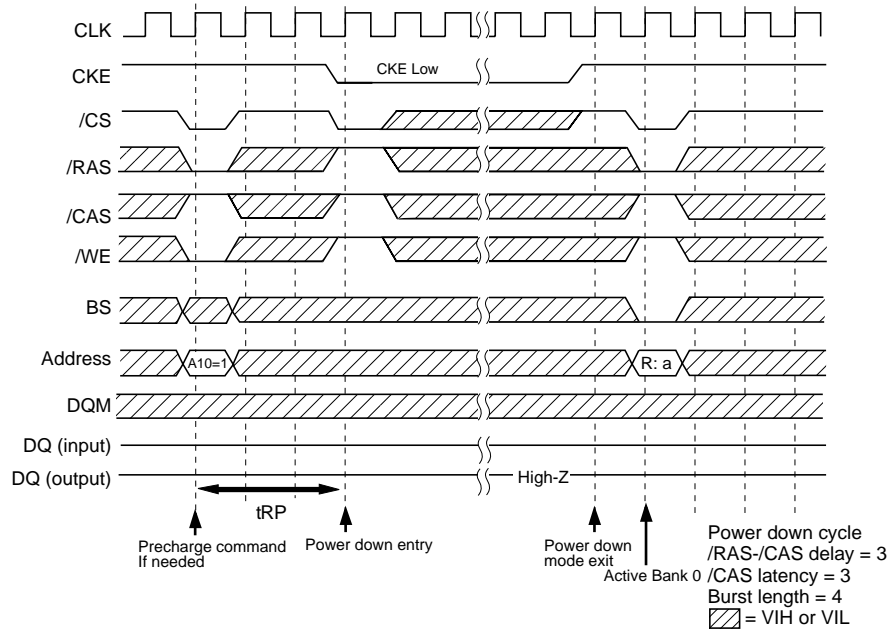 CLK
CKE
CKE Low
/CS
/RAS
/CAS
/WE
BS
Address
A10=1
R: a
DQM
DQ (input)
DQ (output)
High-Z
tRP
Precharge command
If needed
Power down entry
Power down
mode exit
Active Bank 0
Power down cycle
/RAS-/CAS delay = 3
/CAS latency = 3
Burst length = 4
= VIH or VIL